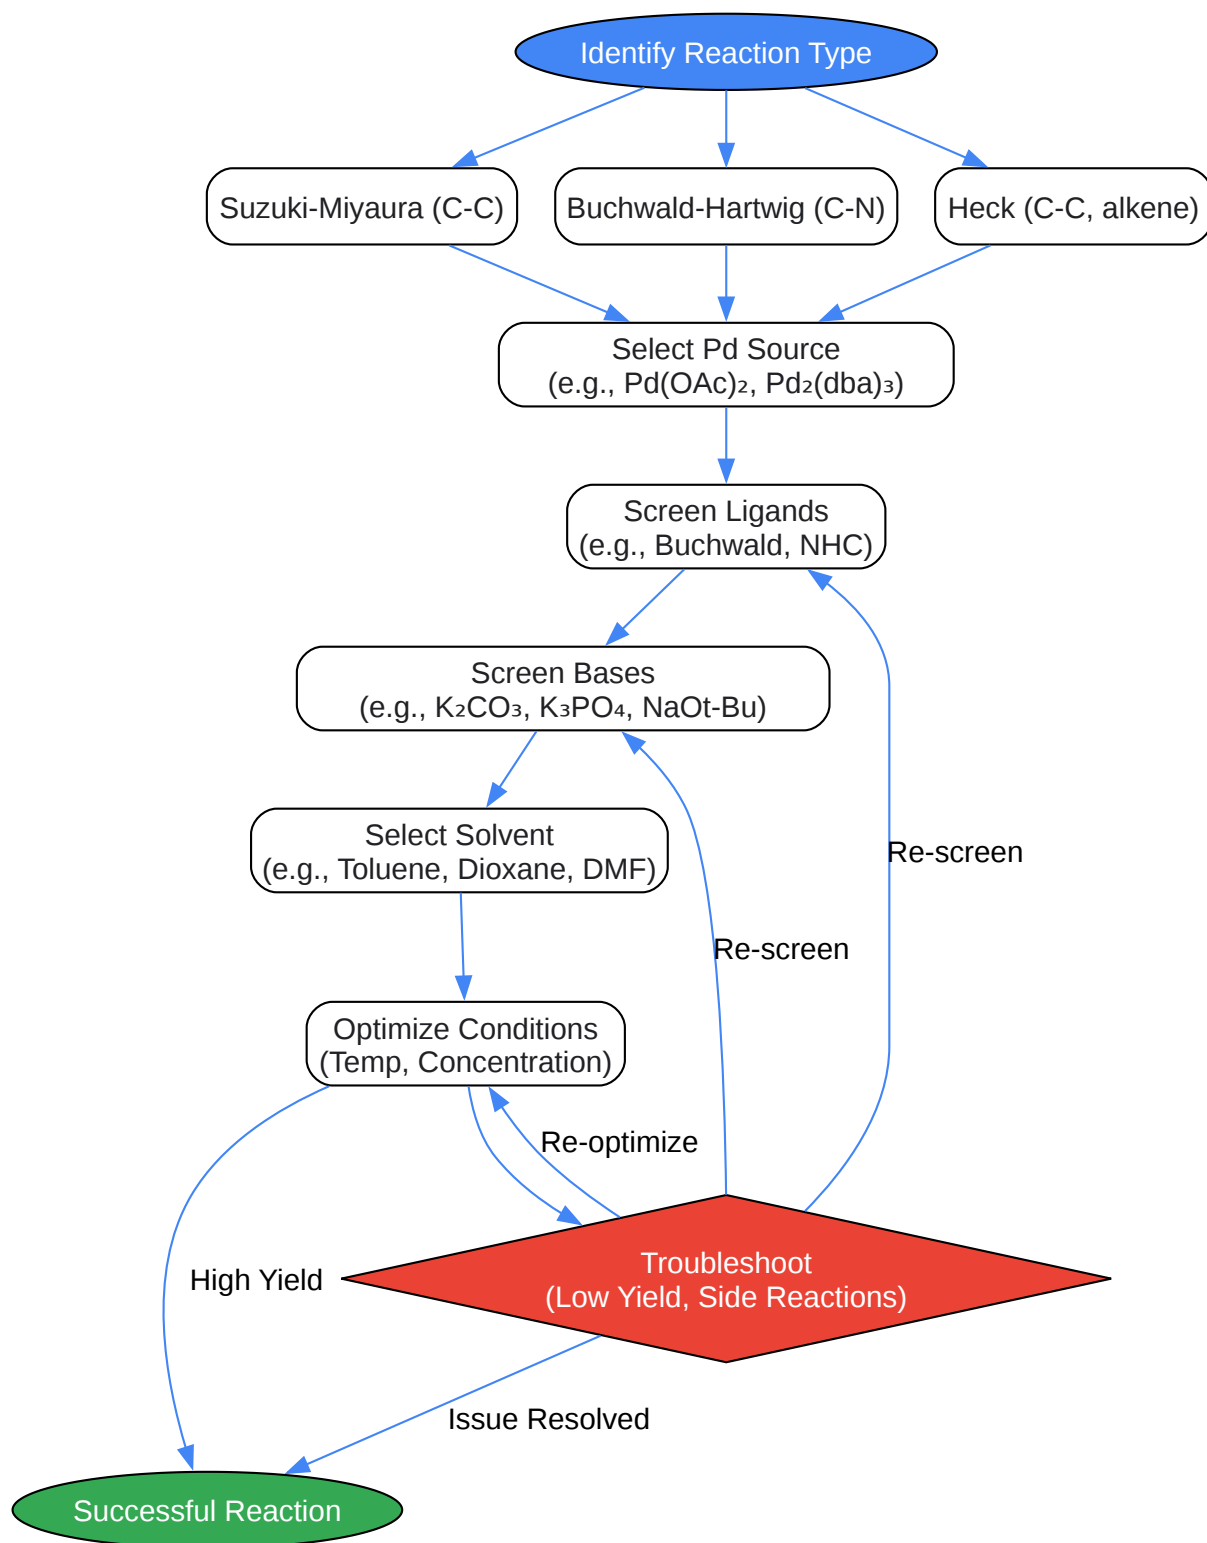 Identify Reaction Type
Suzuki-Miyaura (C-C)
Buchwald-Hartwig (C-N)
Heck (C-C, alkene)
Select Pd Source
(e.g., Pd(OAc)₂, Pd₂(dba)₃)
Screen Ligands
(e.g., Buchwald, NHC)
Screen Bases
(e.g., K₂CO₃, K₃PO₄, NaOt-Bu)
Select Solvent
(e.g., Toluene, Dioxane, DMF)
Re-screen
Re-screen
Optimize Conditions
(Temp, Concentration)
Re-optimize
High Yield
Troubleshoot
(Low Yield, Side Reactions)
Issue Resolved
Successful Reaction